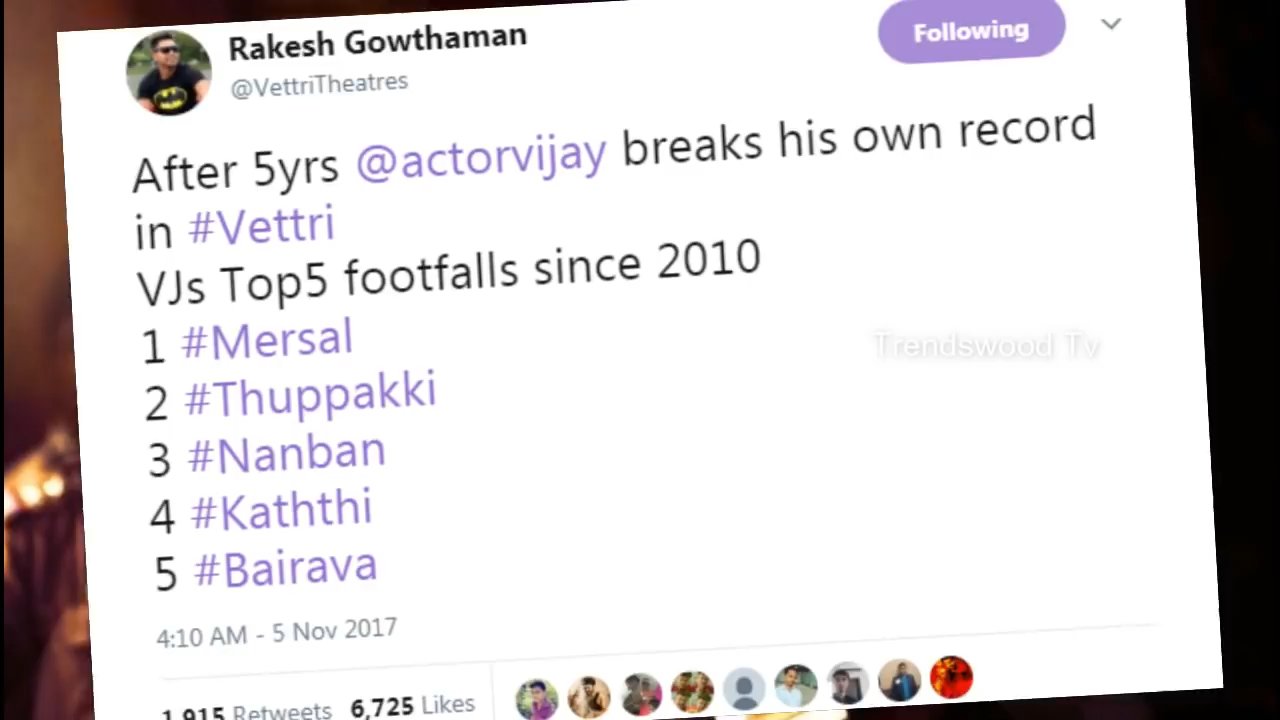 Rakesh Gowthaman
@VettriTheatres
Following
After 5yrs @actorvijay breaks his own record
in #Vettri
VJs Top5 footfalls since 2010
1 #Mersal
2 #Thuppakki
3 #Nanban
4 #Kaththi
5 #Bairava
Trendswood Tv
4:10 AM - 5 Nov 2017
1,915 Retweets 6,725 Likes